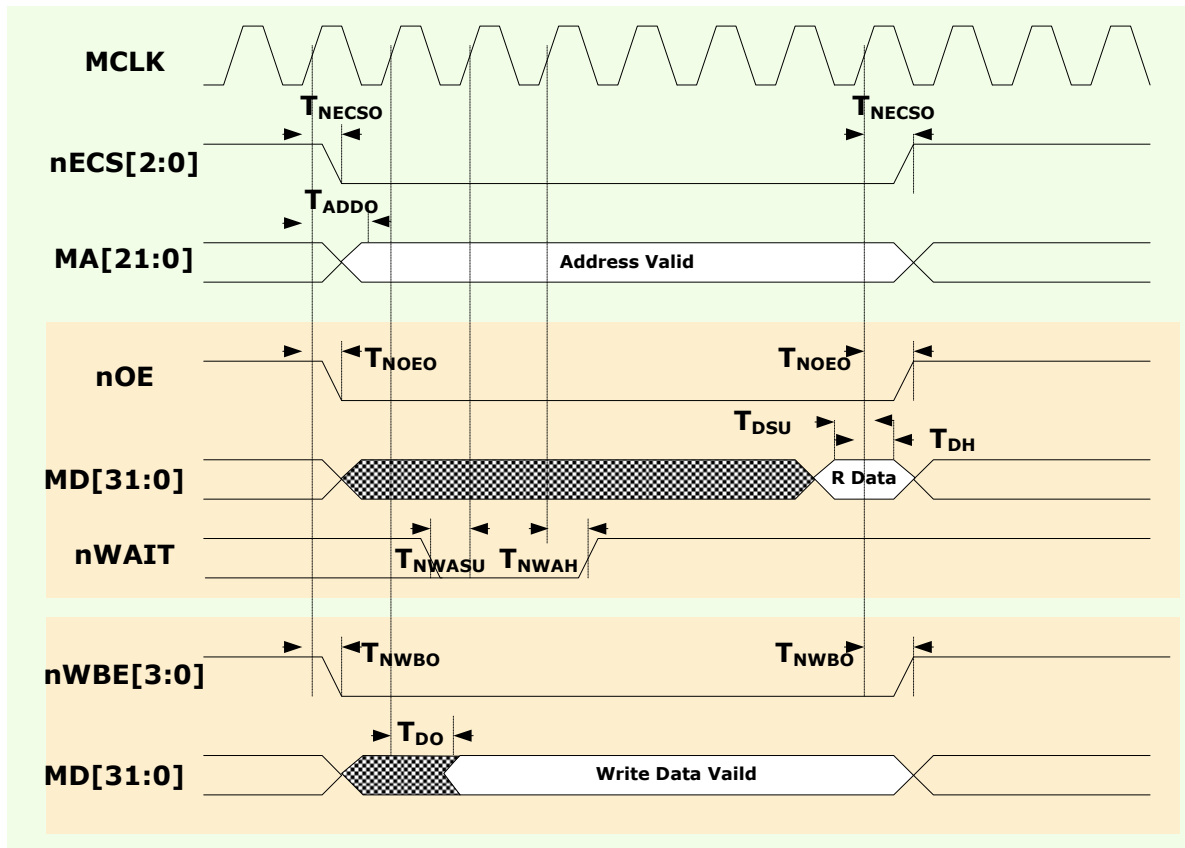 MCLK
TNECSO TNECSO
nECS[2:0]
TADDO
MA[21:0] Address Valid
nOE TNOEO TNOEO
TDSU TDH
MD[31:0] R Data
nWAIT TNWASU TNWAH
nWBE[3:0] TNWBO TNWBO
TDO
MD[31:0] Write Data Vaild